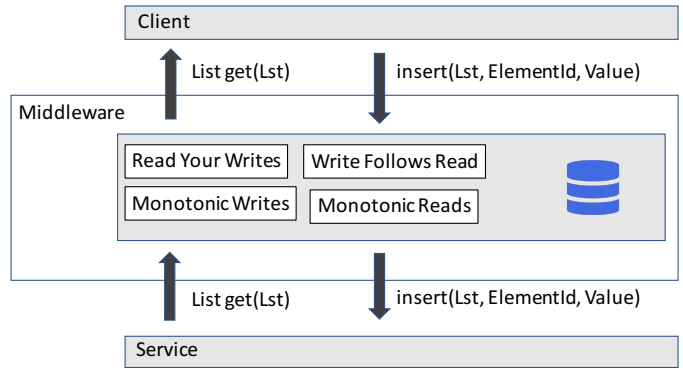 Client
List get(Lst)
insert(Lst, ElementId, Value)
Middleware
Read Your Writes
Write Follows Read
Monotonic Writes
Monotonic Reads
List get(Lst)
insert(Lst, ElementId, Value)
Service